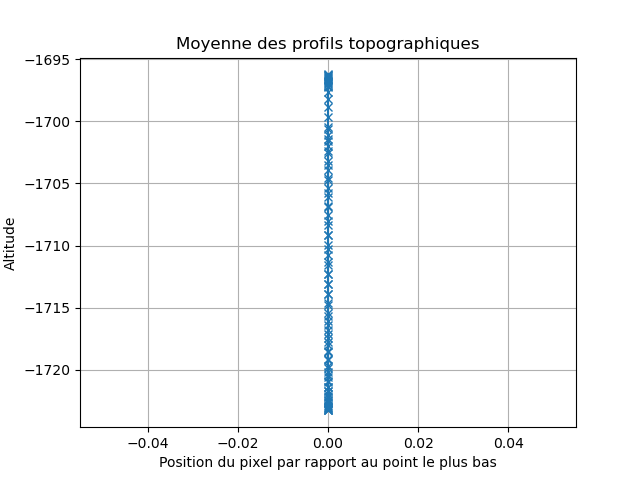 Moyenne des profils topographiques
−1695
−1700
−1705
−1710
−1715
−1720
Altitude
−0.04 −0.02 0.00 0.02 0.04
Position du pixel par rapport au point le plus bas